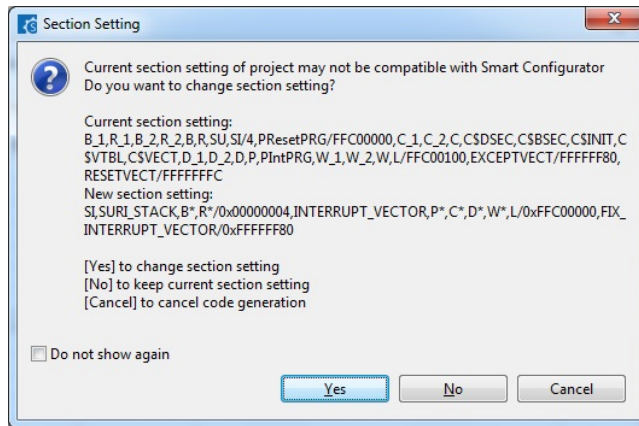 Section Setting
Current section setting of project may not be compatible with Smart Configurator
Do you want to change section setting?
Current section setting:
B_1,R_1,B_2,R_2,B,R,SU,SI/4,PResetPRG/FFC00000,C_1,C_2,C,C$DSEC,C$BSEC,C$INIT,C
$VTBL,C$VECT,D_1,D_2,D,P,PIntPRG,W_1,W_2,W,L/FFC00100,EXCEPTVECT/FFFFFF80,
RESETVECT/FFFFFFFC
New section setting:
SI,SURI_STACK,B*,R*/0x00000004,INTERRUPT_VECTOR,P*,C*,D*,W*,L/0xFFC00000,FIX_
INTERRUPT_VECTOR/0xFFFFFF80
[Yes] to change section setting
[No] to keep current section setting
[Cancel] to cancel code generation
Do not show again
Yes No Cancel